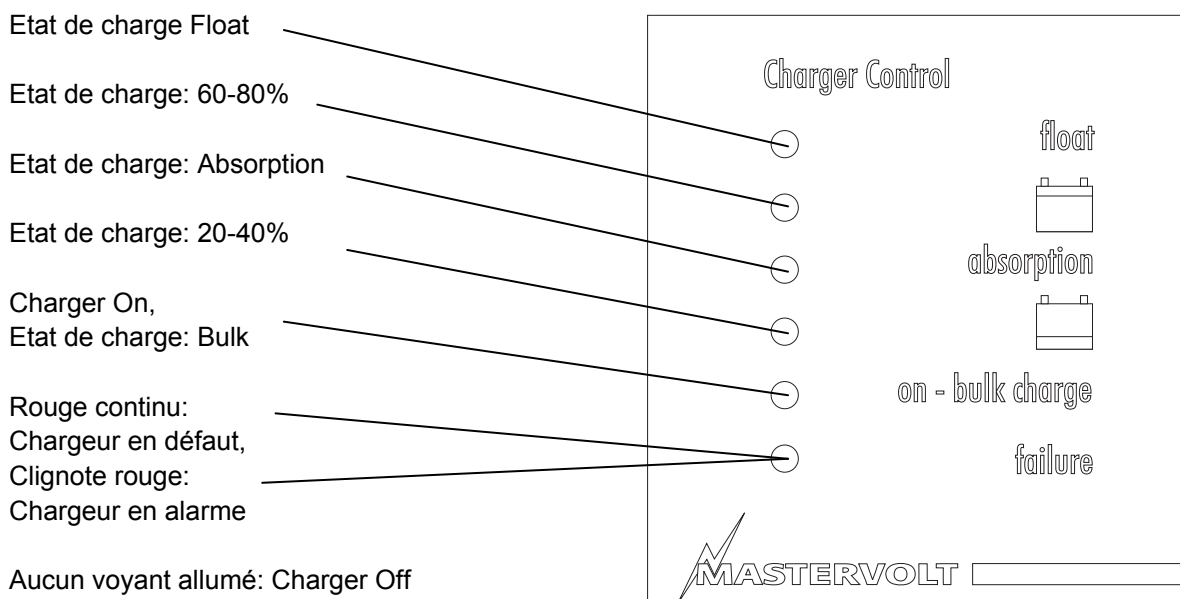 Etat de charge Float
Etat de charge: 60-80%
Etat de charge: Absorption
Etat de charge: 20-40%
Charger On,
Etat de charge: Bulk
Rouge continu:
Chargeur en défaut,
Clignote rouge:
Chargeur en alarme
Aucun voyant allumé: Charger Off
Charger Control
float
absorption
on - bulk charge
failure
MASTERVOLT